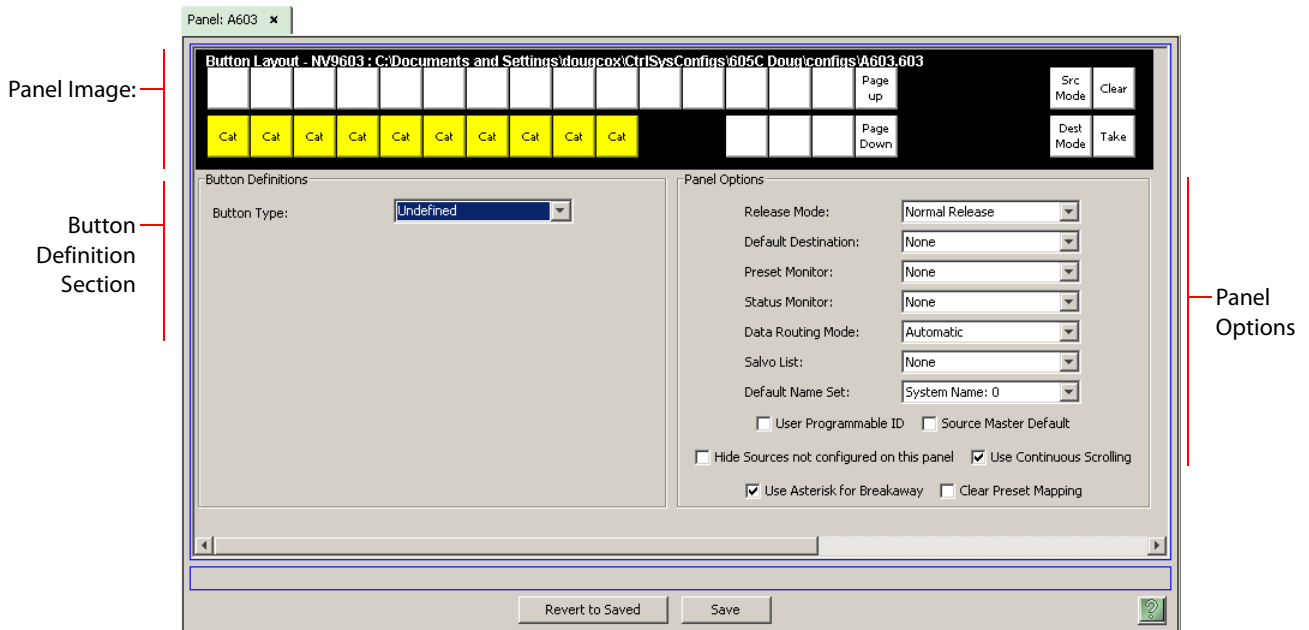 Panel: A603 ×
Panel Image:
Button Layout - NV9603 : C:\Documents and Settings\dougcox\CtrlSysConfigs\605C Doug\configs\A603.603
Page up
Src Mode
Clear
Cat Cat Cat Cat Cat Cat Cat Cat Cat Cat
Page Down
Dest Mode
Take
Button Definition Section
Button Definitions
Button Type: Undefined
Panel Options
Release Mode: Normal Release
Default Destination: None
Preset Monitor: None
Status Monitor: None
Data Routing Mode: Automatic
Salvo List: None
Default Name Set: System Name: 0
User Programmable ID Source Master Default
Hide Sources not configured on this panel Use Continuous Scrolling
Use Asterisk for Breakaway Clear Preset Mapping
Panel Options
Revert to Saved Save ?